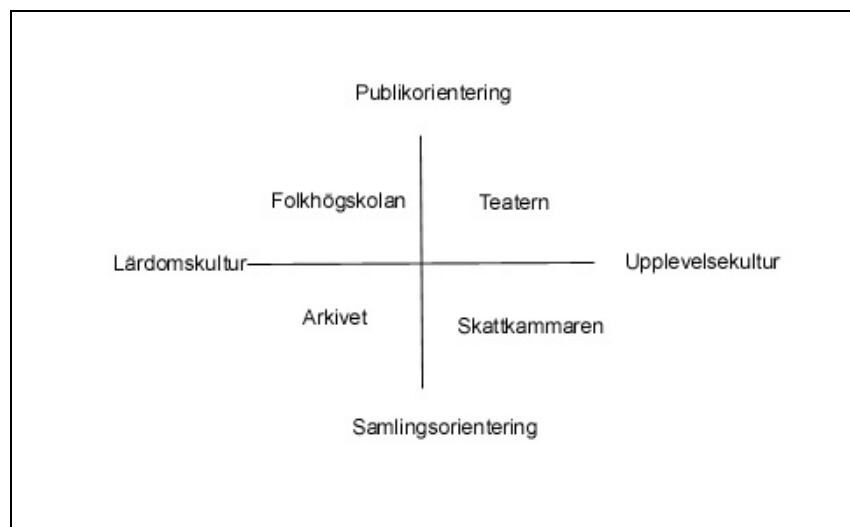 Publikorientering
Folkhögskolan Teatern
Lärdomskultur Upplevelsekultur
Arkivet Skattkammaren
Samlingsorientering